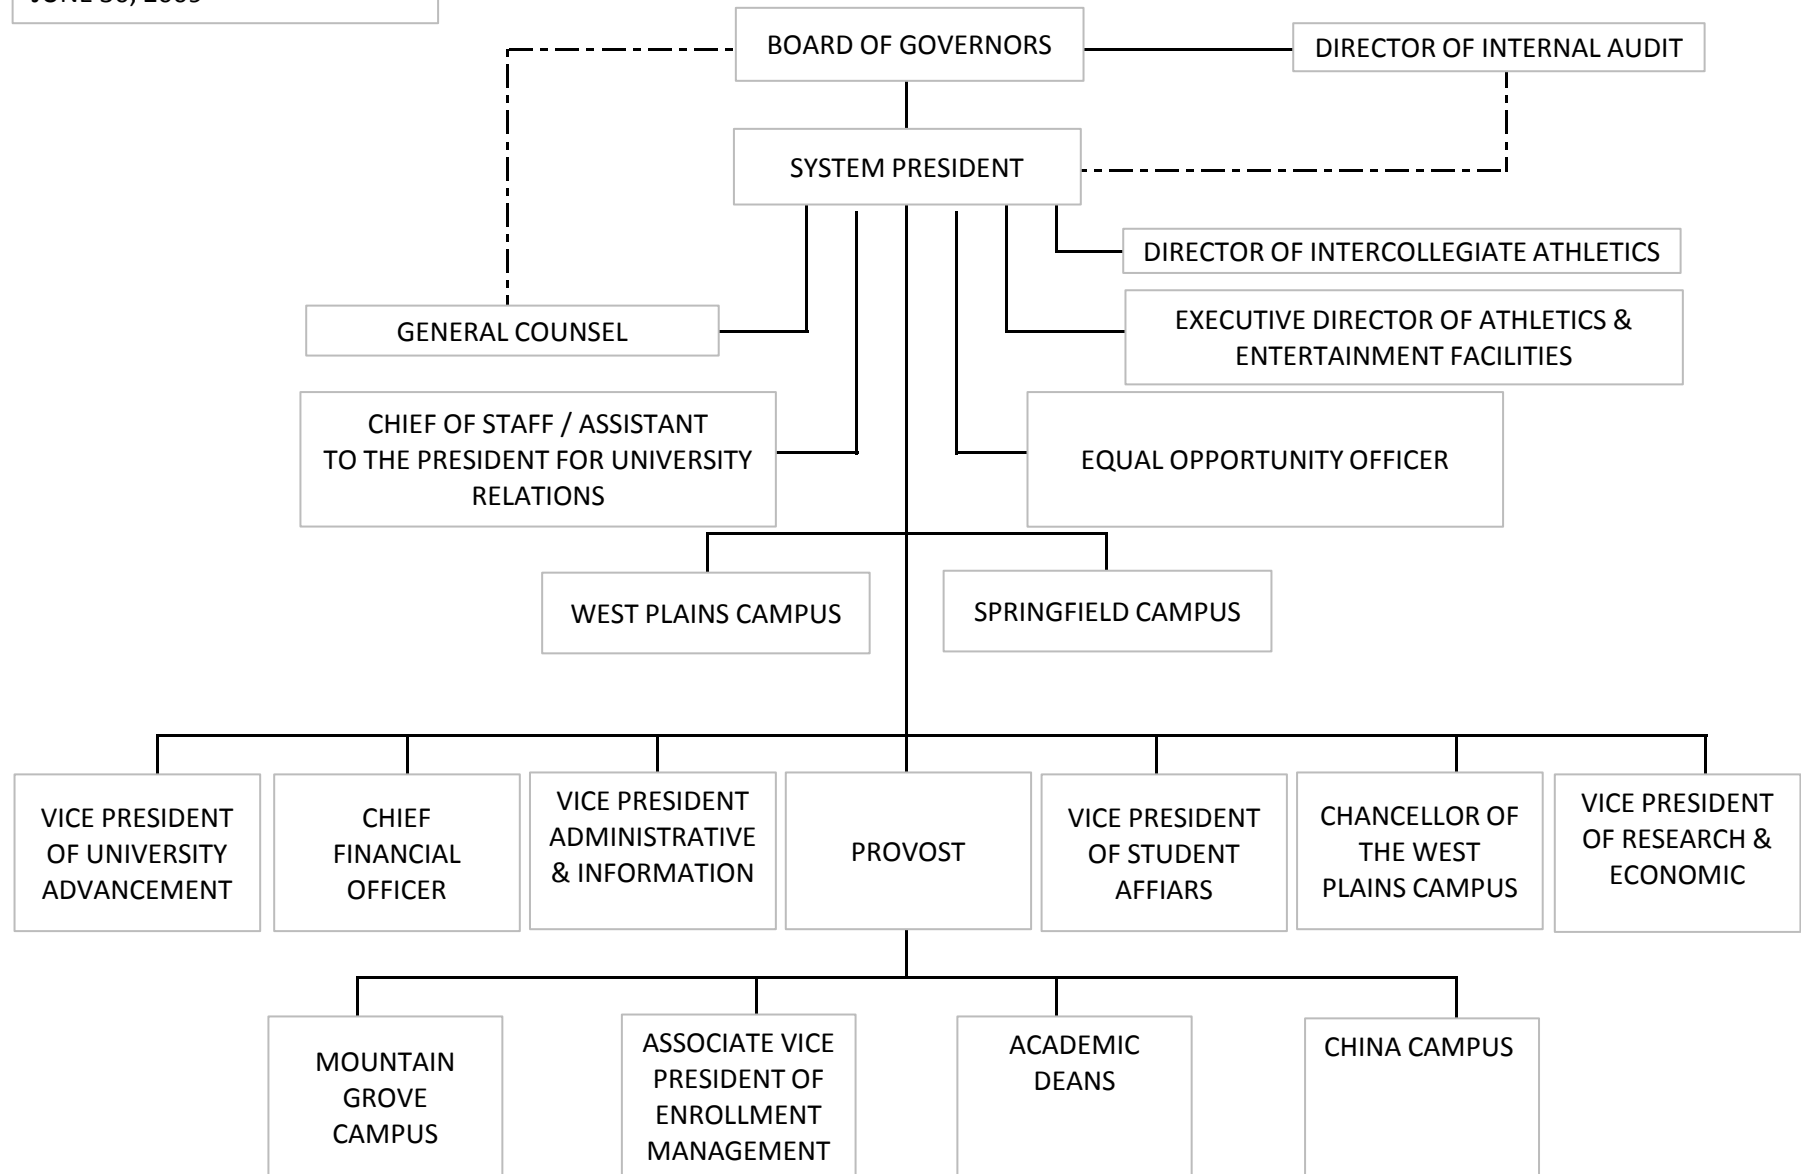 BOARD OF GOVERNORS
DIRECTOR OF INTERNAL AUDIT
SYSTEM PRESIDENT
DIRECTOR OF INTERCOLLEGIATE ATHLETICS
GENERAL COUNSEL
EXECUTIVE DIRECTOR OF ATHLETICS &
ENTERTAINMENT FACILITIES
CHIEF OF STAFF / ASSISTANT
TO THE PRESIDENT FOR UNIVERSITY
RELATIONS
EQUAL OPPORTUNITY OFFICER
WEST PLAINS CAMPUS
SPRINGFIELD CAMPUS
VICE PRESIDENT
OF UNIVERSITY
ADVANCEMENT
CHIEF
FINANCIAL
OFFICER
VICE PRESIDENT
ADMINISTRATIVE
& INFORMATION
PROVOST
VICE PRESIDENT
OF STUDENT
AFFIARS
CHANCELLOR OF
THE WEST
PLAINS CAMPUS
VICE PRESIDENT
OF RESEARCH &
ECONOMIC
MOUNTAIN
GROVE
CAMPUS
ASSOCIATE VICE
PRESIDENT OF
ENROLLMENT
MANAGEMENT
ACADEMIC
DEANS
CHINA CAMPUS